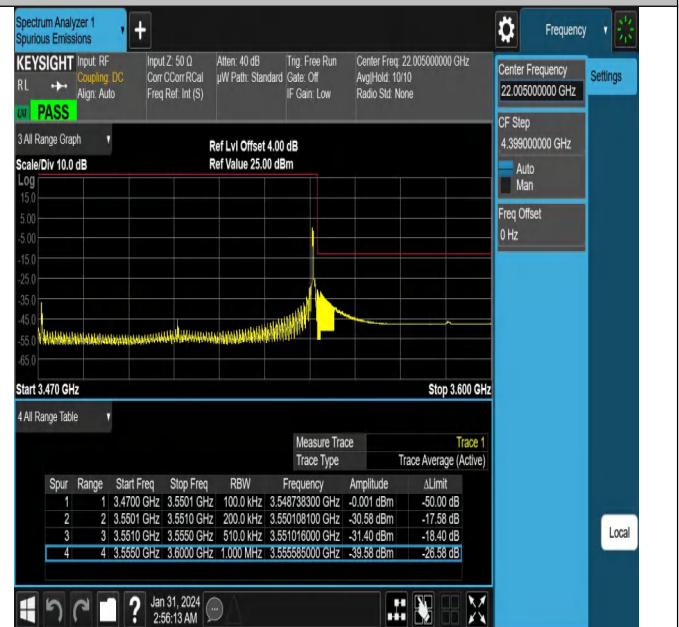 Spectrum Analyzer 1
Spurious Emissions
+
Frequency
KEYSIGHT
RL
Input: RF
Coupling: DC
Align: Auto
Input Z: 50 Ω
Corr CCorr RCal
Freq Ref: Int (S)
Atten: 40 dB
µW Path: Standard
Trig: Free Run
Gate: Off
IF Gain: Low
Center Freq: 22.005000000 GHz
Avg|Hold: 10/10
Radio Std: None
PASS
Center Frequency
22.005000000 GHz
Settings
CF Step
4.399000000 GHz
Auto
Man
Freq Offset
0 Hz
3 All Range Graph
Ref Lvl Offset 4.00 dB
Scale/Div 10.0 dB
Ref Value 25.00 dBm
Log
15.0
5.00
-5.00
-15.0
-25.0
-35.0
-45.0
-55.0
-65.0
Start 3.470 GHz
Stop 3.600 GHz
4 All Range Table
Measure Trace Trace 1
Trace Type Trace Average (Active)
Spur Range Start Freq Stop Freq RBW Frequency Amplitude ΔLimit
1 1 3.4700 GHz 3.5501 GHz 100.0 kHz 3.548738300 GHz -0.001 dBm -50.00 dB
2 2 3.5501 GHz 3.5510 GHz 200.0 kHz 3.550108100 GHz -30.58 dBm -17.58 dB
3 3 3.5510 GHz 3.5550 GHz 510.0 kHz 3.551016000 GHz -31.40 dBm -18.40 dB
4 4 3.5550 GHz 3.6000 GHz 1.000 MHz 3.555585000 GHz -39.58 dBm -26.58 dB
Local
?
Jan 31, 2024
2:56:13 AM